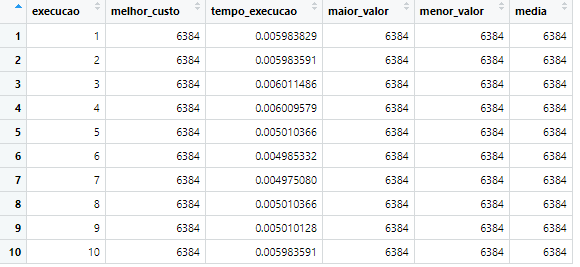 execucao melhor_custo tempo_execucao maior_valor menor_valor media
1 1 6384 0.005983829 6384 6384 6384
2 2 6384 0.005983591 6384 6384 6384
3 3 6384 0.006011486 6384 6384 6384
4 4 6384 0.006009579 6384 6384 6384
5 5 6384 0.005010366 6384 6384 6384
6 6 6384 0.004985332 6384 6384 6384
7 7 6384 0.004975080 6384 6384 6384
8 8 6384 0.005010366 6384 6384 6384
9 9 6384 0.005010128 6384 6384 6384
10 10 6384 0.005983591 6384 6384 6384